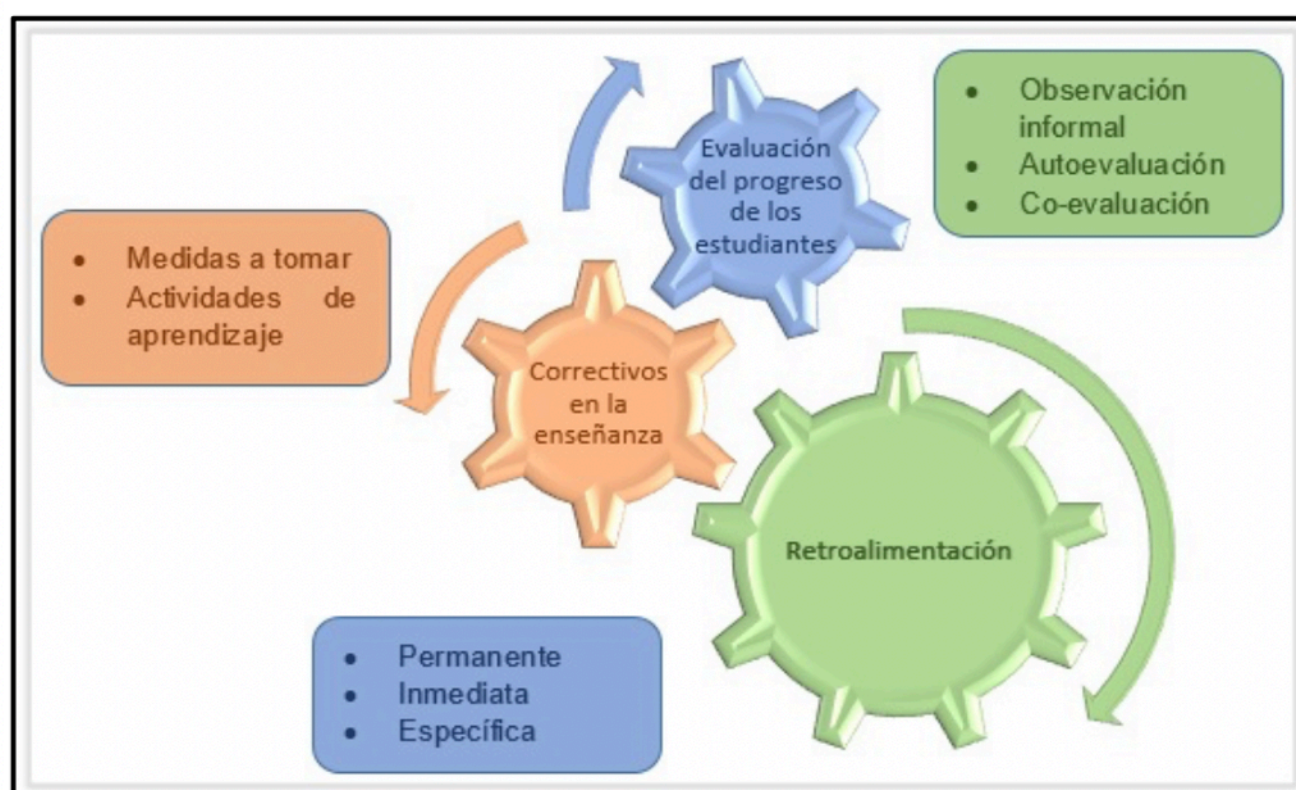 Evaluación
del progreso
de los
estudiantes
• Observación
informal
• Autoevaluación
• Co-evaluación
• Medidas a tomar
• Actividades de
aprendizaje
Correctivos
en la
enseñanza
Retroalimentación
• Permanente
• Inmediata
• Específica